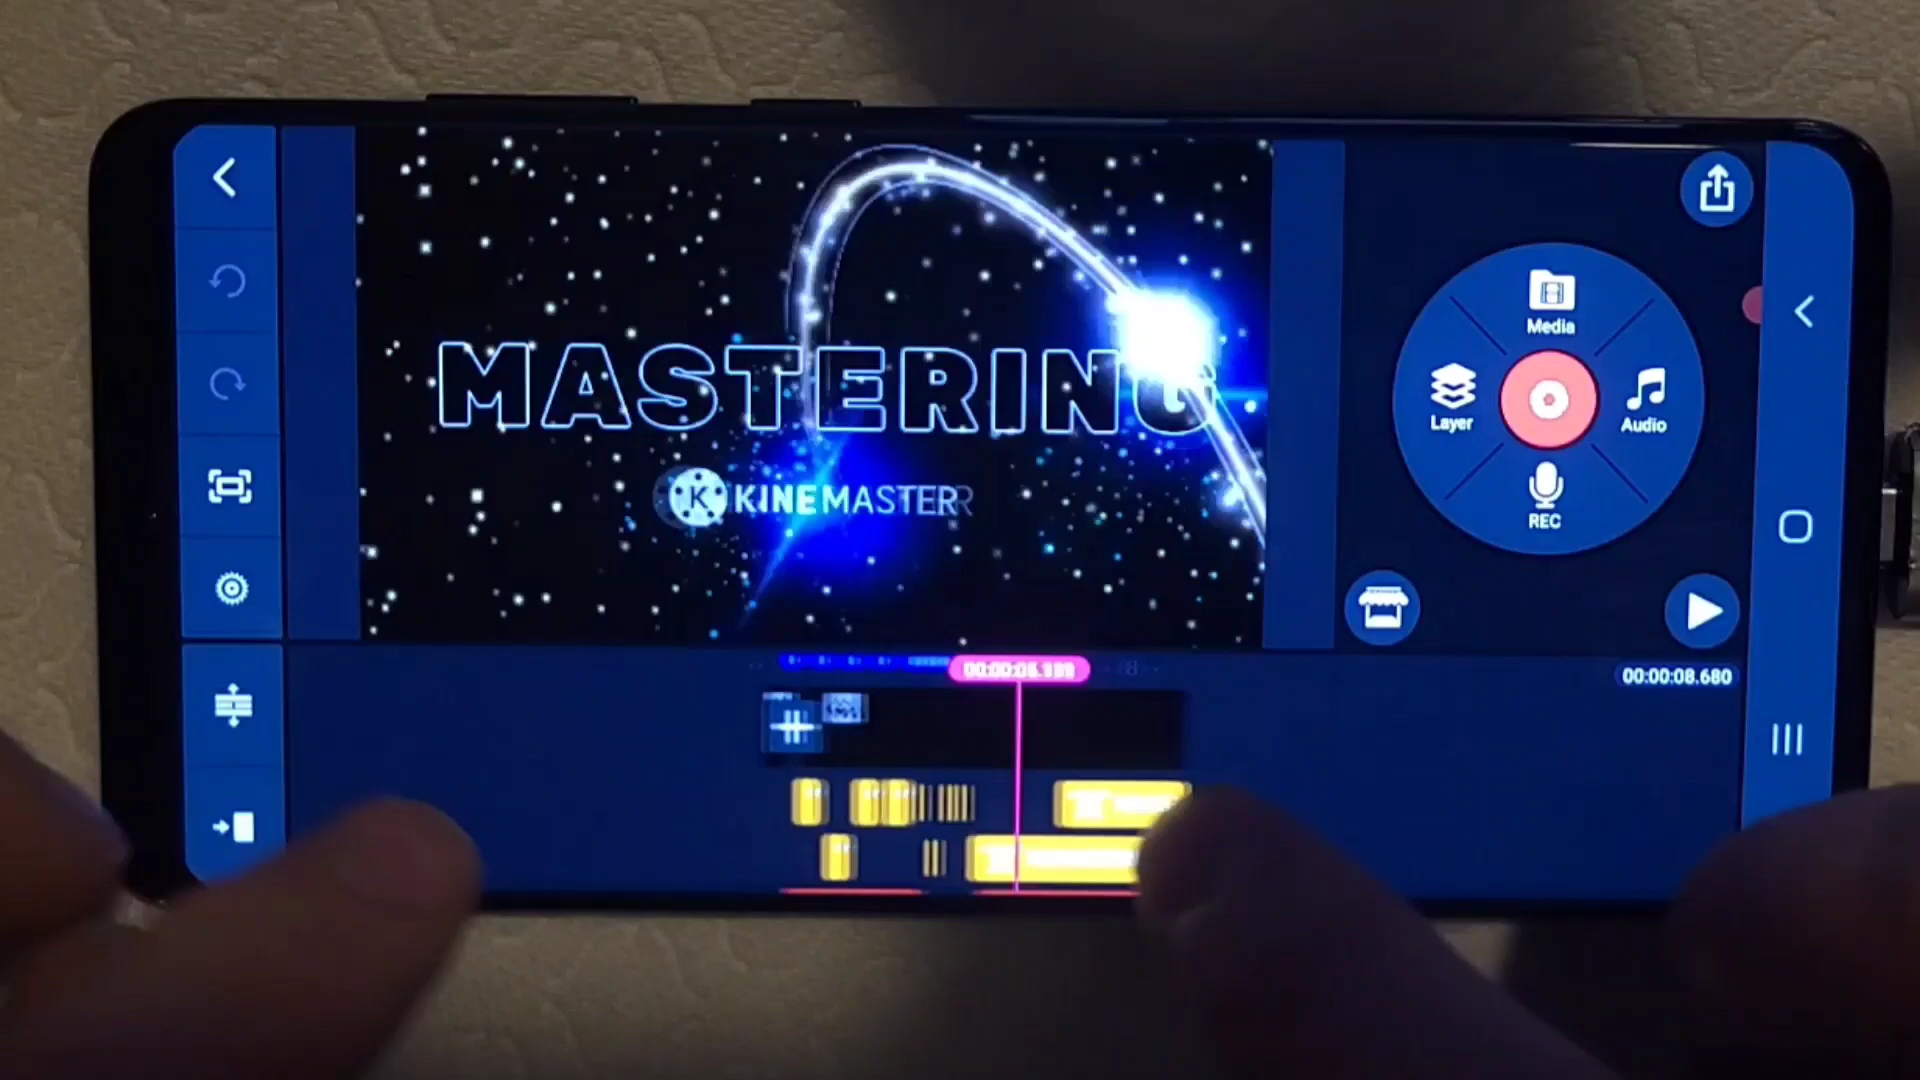 MASTERING
K KINEMASTER
Media
Layer
Audio
REC
00:00:08.680